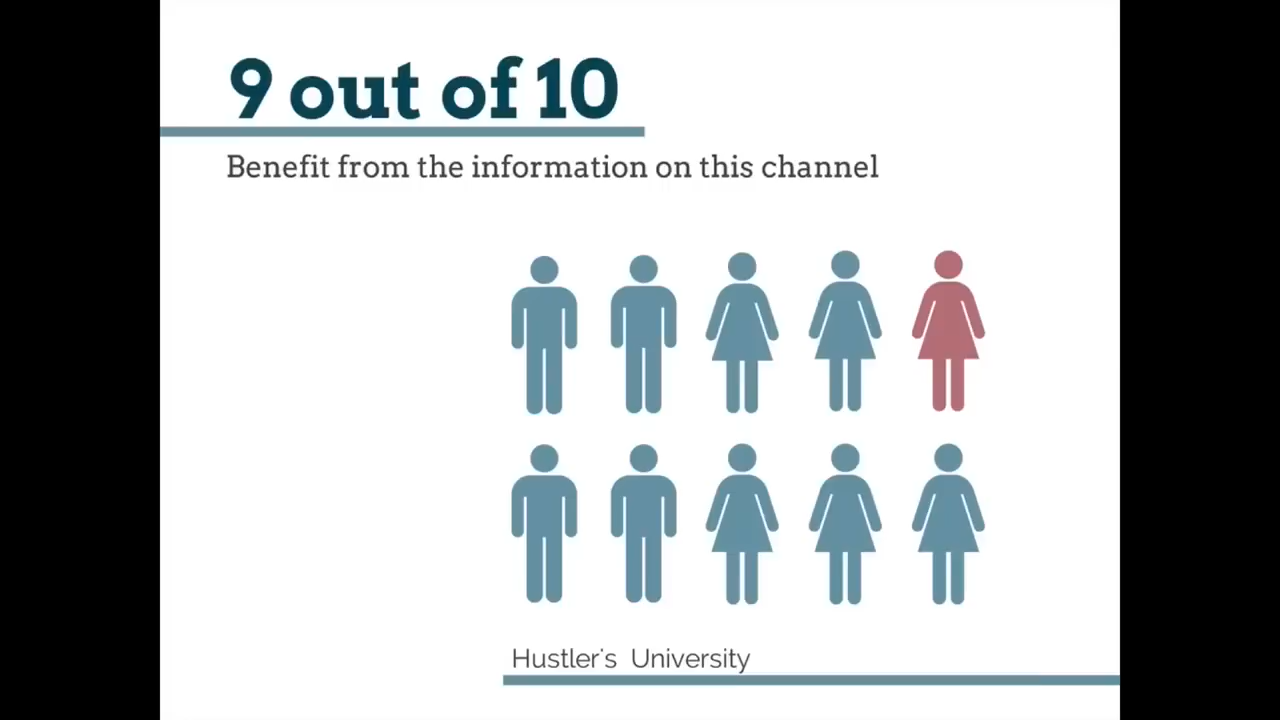 9 out of 10
Benefit from the information on this channel
Hustler's University